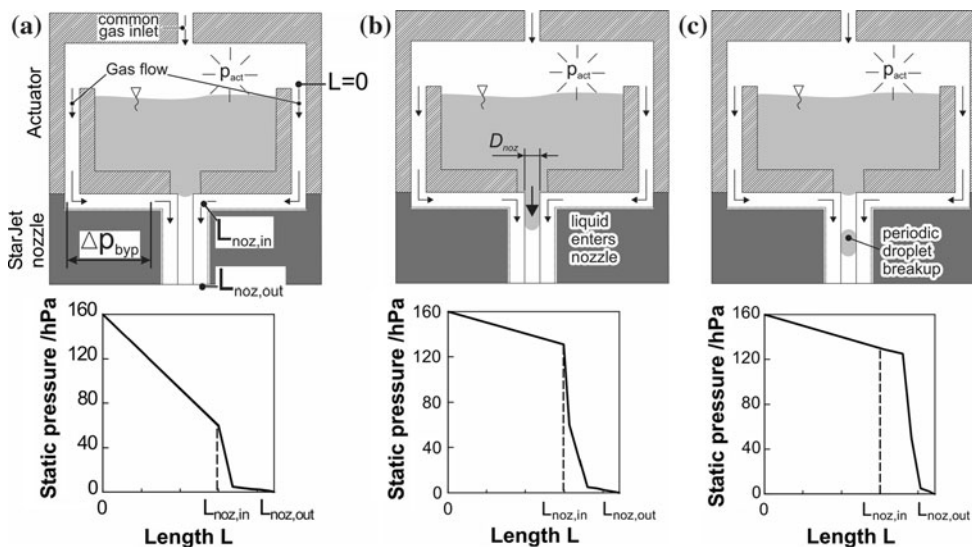 (a)
common
gas inlet
Gas flow
p_act
L=0
Actuator
StarJet
nozzle
Δp_byp
L_noz,in
L_noz,out
(b)
p_act
D_noz
liquid
enters
nozzle
(c)
p_act
periodic
droplet
breakup
Static pressure /hPa
160
120
80
40
0
0
L_noz,in
L_noz,out
Length L
Static pressure /hPa
160
120
80
40
0
0
L_noz,in
L_noz,out
Length L
Static pressure /hPa
160
120
80
40
0
0
L_noz,in
L_noz,out
Length L